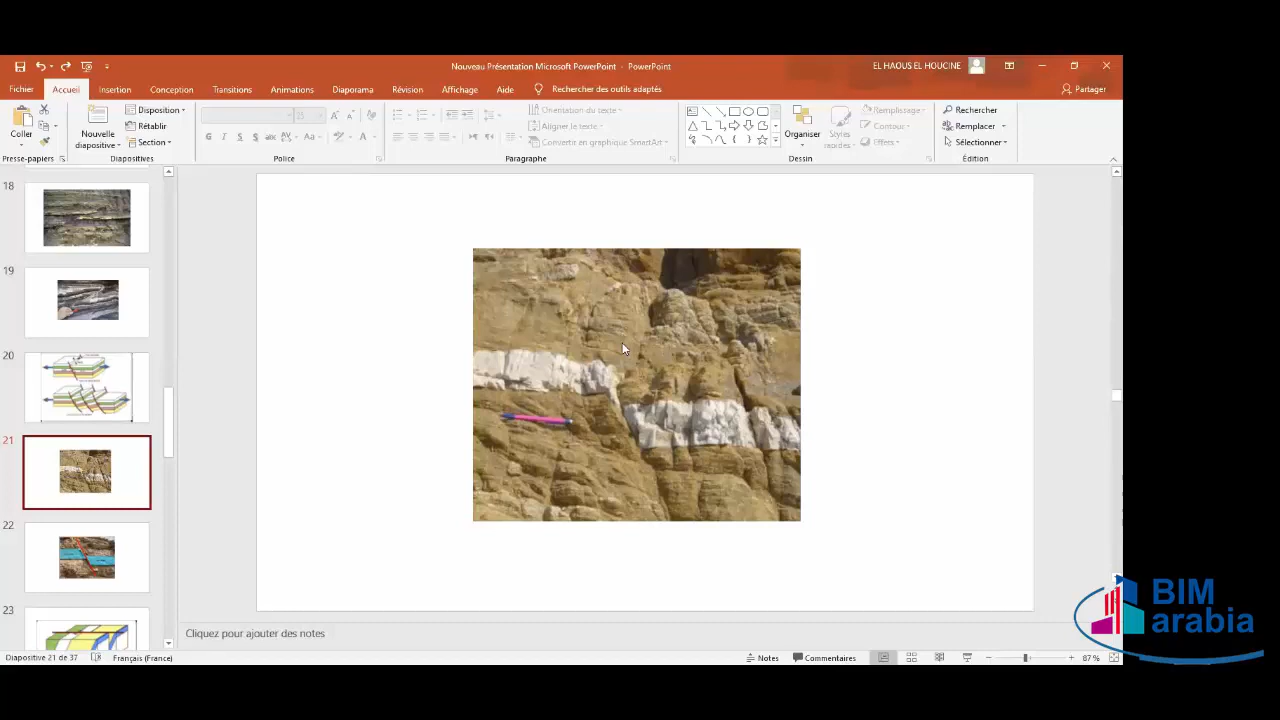 Nouveau Présentation Microsoft PowerPoint - PowerPoint
EL HAOUS EL HOUCINE
Fichier Accueil Insertion Conception Transitions Animations Diaporama Révision Affichage Aide Rechercher des outils adaptés Partager
Coller
Nouvelle diapositive
Disposition
Rétablir
Section
Orientation du texte
Aligner le texte
Convertir en graphique SmartArt
Organiser
Styles rapides
Remplissage
Contour
Effets
Rechercher
Remplacer
Sélectionner
Presse-papiers Diapositives Police Paragraphe Dessin Édition
18
19
20
21
22
23
Cliquez pour ajouter des notes
Diapositive 21 de 37 Français (France) Notes Commentaires 87 %
BIM
arabia